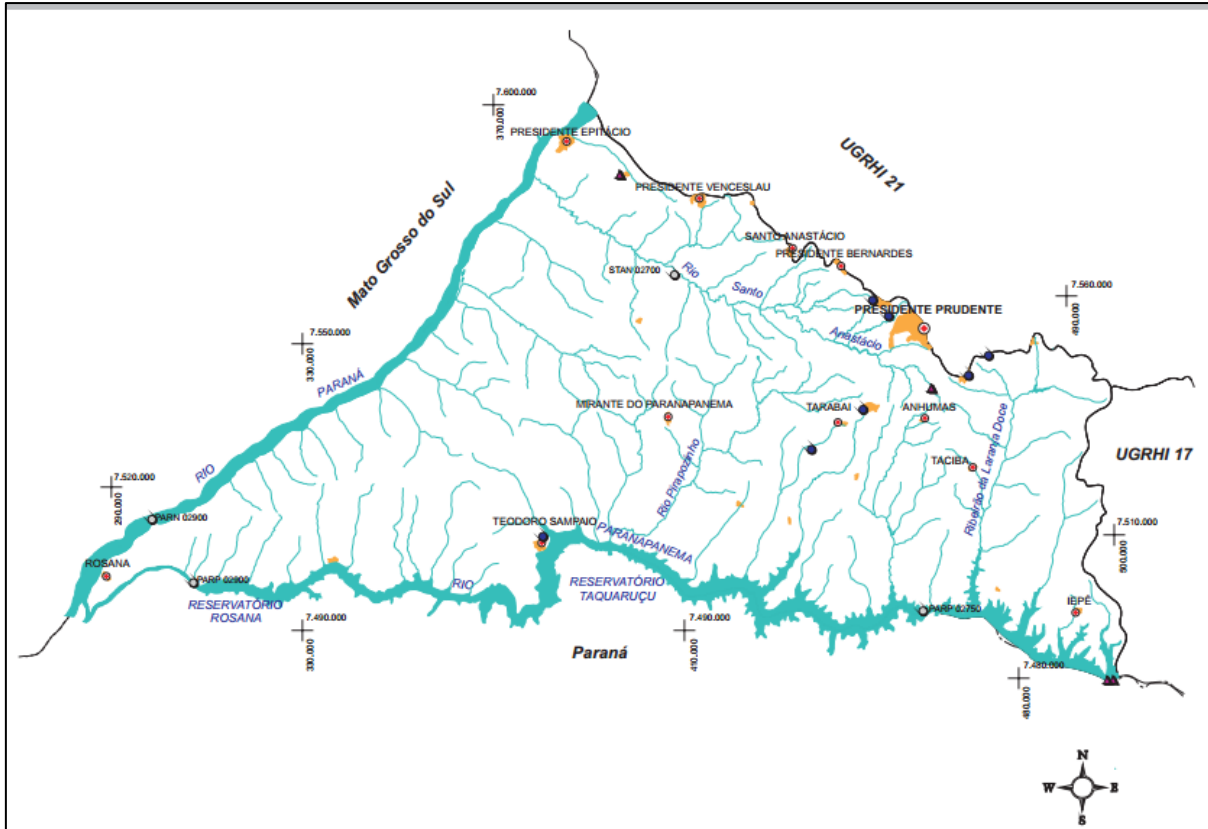 7.600.000
370.000
PRESIDENTE EPITÁCIO
UGRHI 21
PRESIDENTE VENCESLAU
Mato Grosso do Sul
SANTO ANASTÁCIO
PRESIDENTE BERNARDES
STAN 02700
Rio
Santo
Anastácio
7.560.000
490.000
PRESIDENTE PRUDENTE
7.550.000
330.000
PARANÁ
RIO
MIRANTE DO PARANAPANEMA
TARABAI
ANHUMAS
TACIBA
Ribeirão da Laranja Doce
UGRHI 17
Rio Pirapozinho
7.520.000
290.000
PARN 02900
TEODORO SAMPAIO
PARANAPANEMA
7.510.000
500.000
ROSANA
PARP 02900
RIO
RESERVATÓRIO
ROSANA
RESERVATÓRIO
TAQUARUÇU
PARP 02750
IEPÊ
7.490.000
330.000
7.490.000
410.000
Paraná
7.480.000
480.000
N
W
E
S